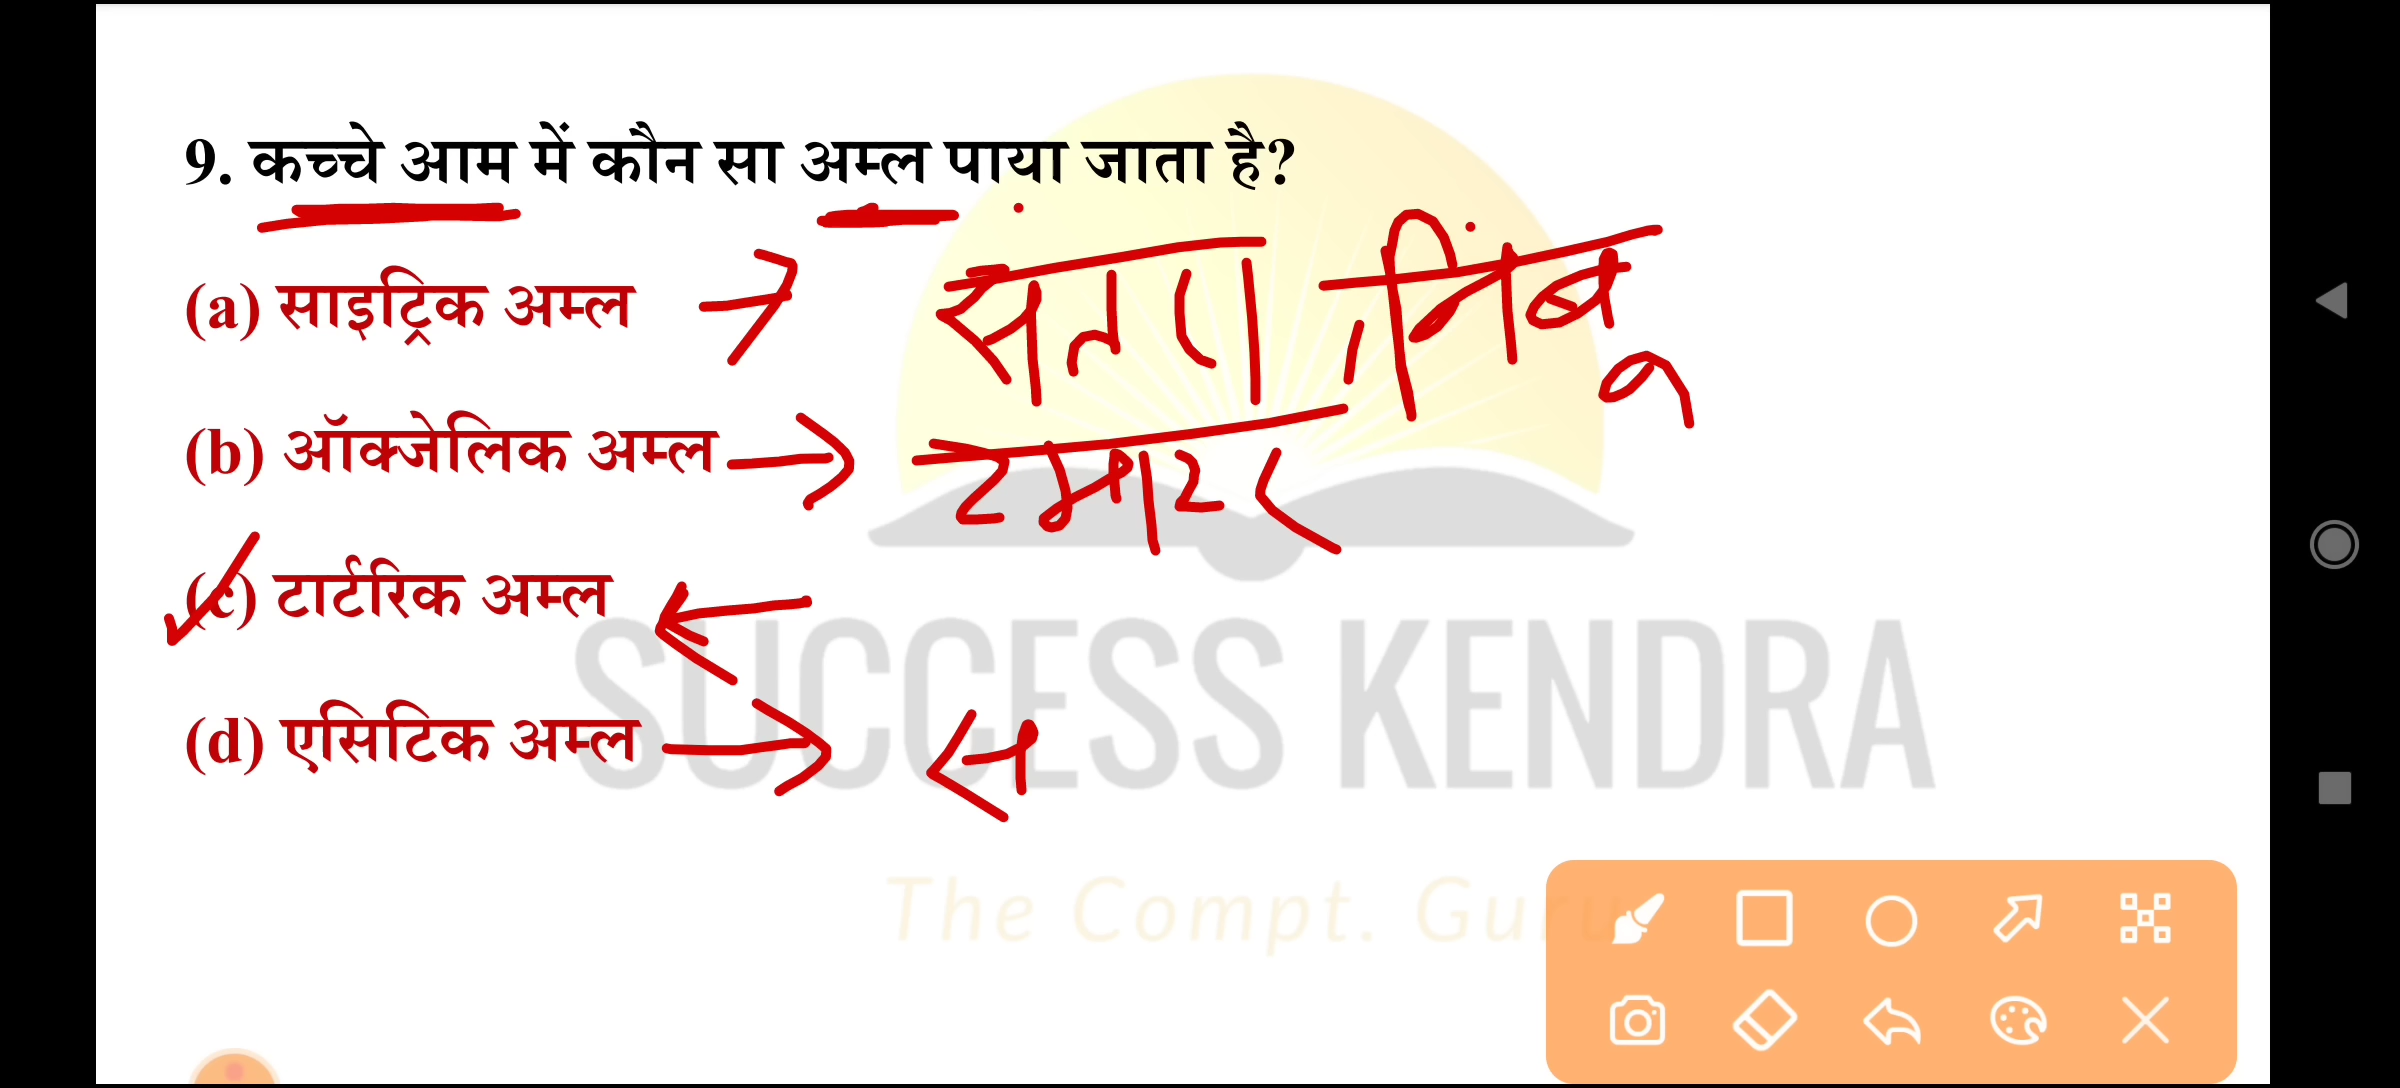 9. कच्चे आम में कौन सा अम्ल पाया जाता है?
(a) साइट्रिक अम्ल संतरा, निंबू
(b) ऑक्जेलिक अम्ल टमाटर
(c) टार्टरिक अम्ल
(d) एसिटिक अम्ल
SUCCESS KENDRA
The Compt. Guru